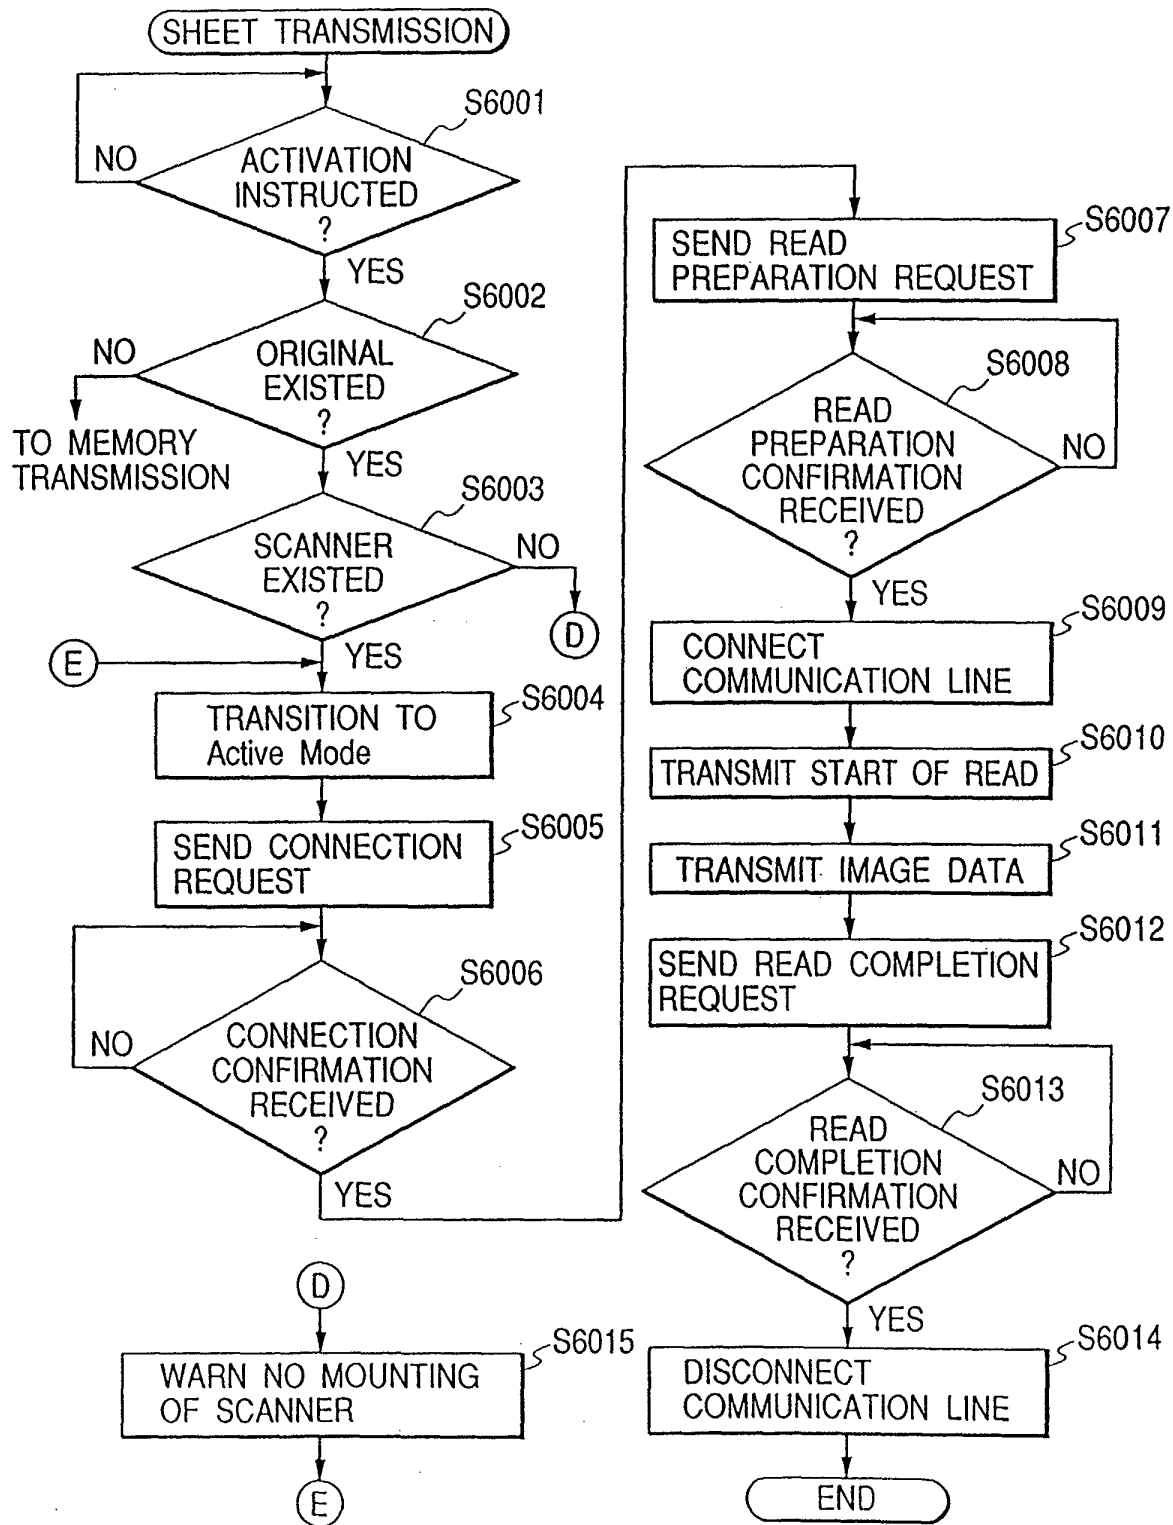 SHEET TRANSMISSION
S6001
NO
ACTIVATION
INSTRUCTED
?
YES
S6002
NO
ORIGINAL
EXISTED
?
TO MEMORY
TRANSMISSION
YES
S6003
SCANNER
EXISTED
?
NO
D
E
YES
S6004
TRANSITION TO
Active Mode
S6005
SEND CONNECTION
REQUEST
S6006
NO
CONNECTION
CONFIRMATION
RECEIVED
?
YES
D
S6015
WARN NO MOUNTING
OF SCANNER
E
S6007
SEND READ
PREPARATION REQUEST
S6008
READ
PREPARATION
CONFIRMATION
RECEIVED
?
NO
YES
S6009
CONNECT
COMMUNICATION LINE
S6010
TRANSMIT START OF READ
S6011
TRANSMIT IMAGE DATA
S6012
SEND READ COMPLETION
REQUEST
S6013
READ
COMPLETION
CONFIRMATION
RECEIVED
?
NO
YES
S6014
DISCONNECT
COMMUNICATION LINE
END